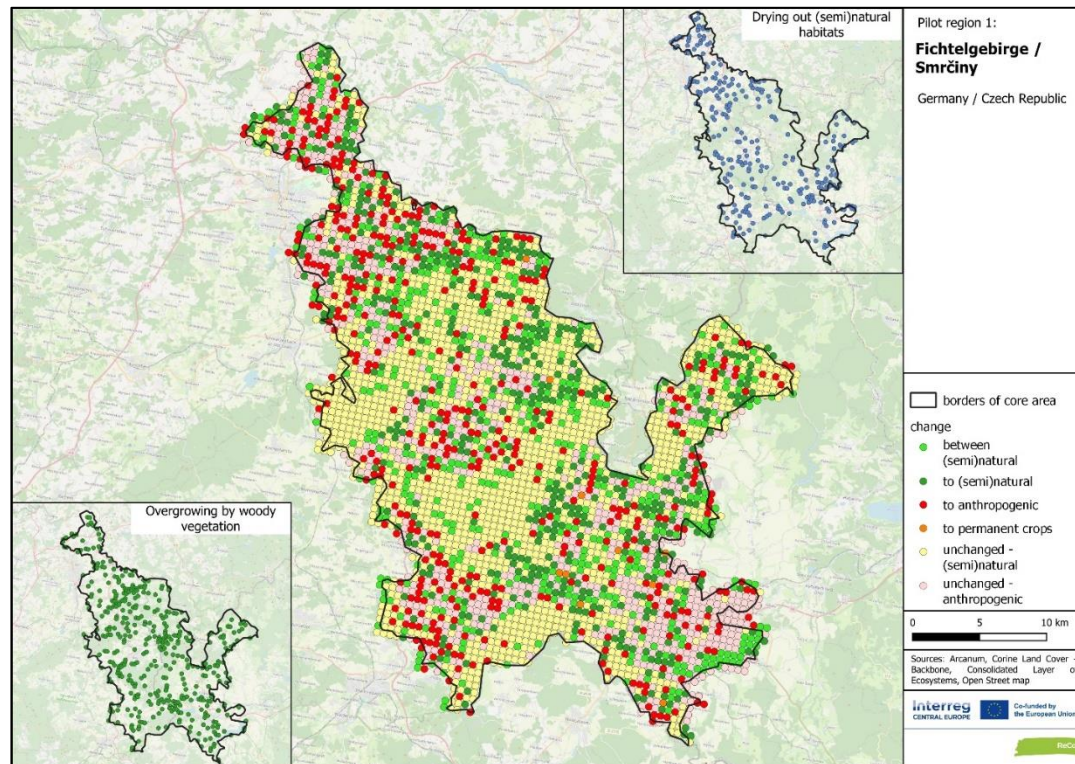 Drying out (semi)natural
habitats
Overgrowing by woody
vegetation
Pilot region 1:
Fichtelgebirge /
Smrčiny
Germany / Czech Republic
borders of core area
change
between
(semi)natural
to (semi)natural
to anthropogenic
to permanent crops
unchanged -
(semi)natural
unchanged -
anthropogenic
0 5 10 km
Sources: Arcanum, Corine Land Cover -
Backbone, Consolidated Layer o
Ecosystems, Open Street map
Interreg
CENTRAL EUROPE
Co-funded by
the European Union
ReCo